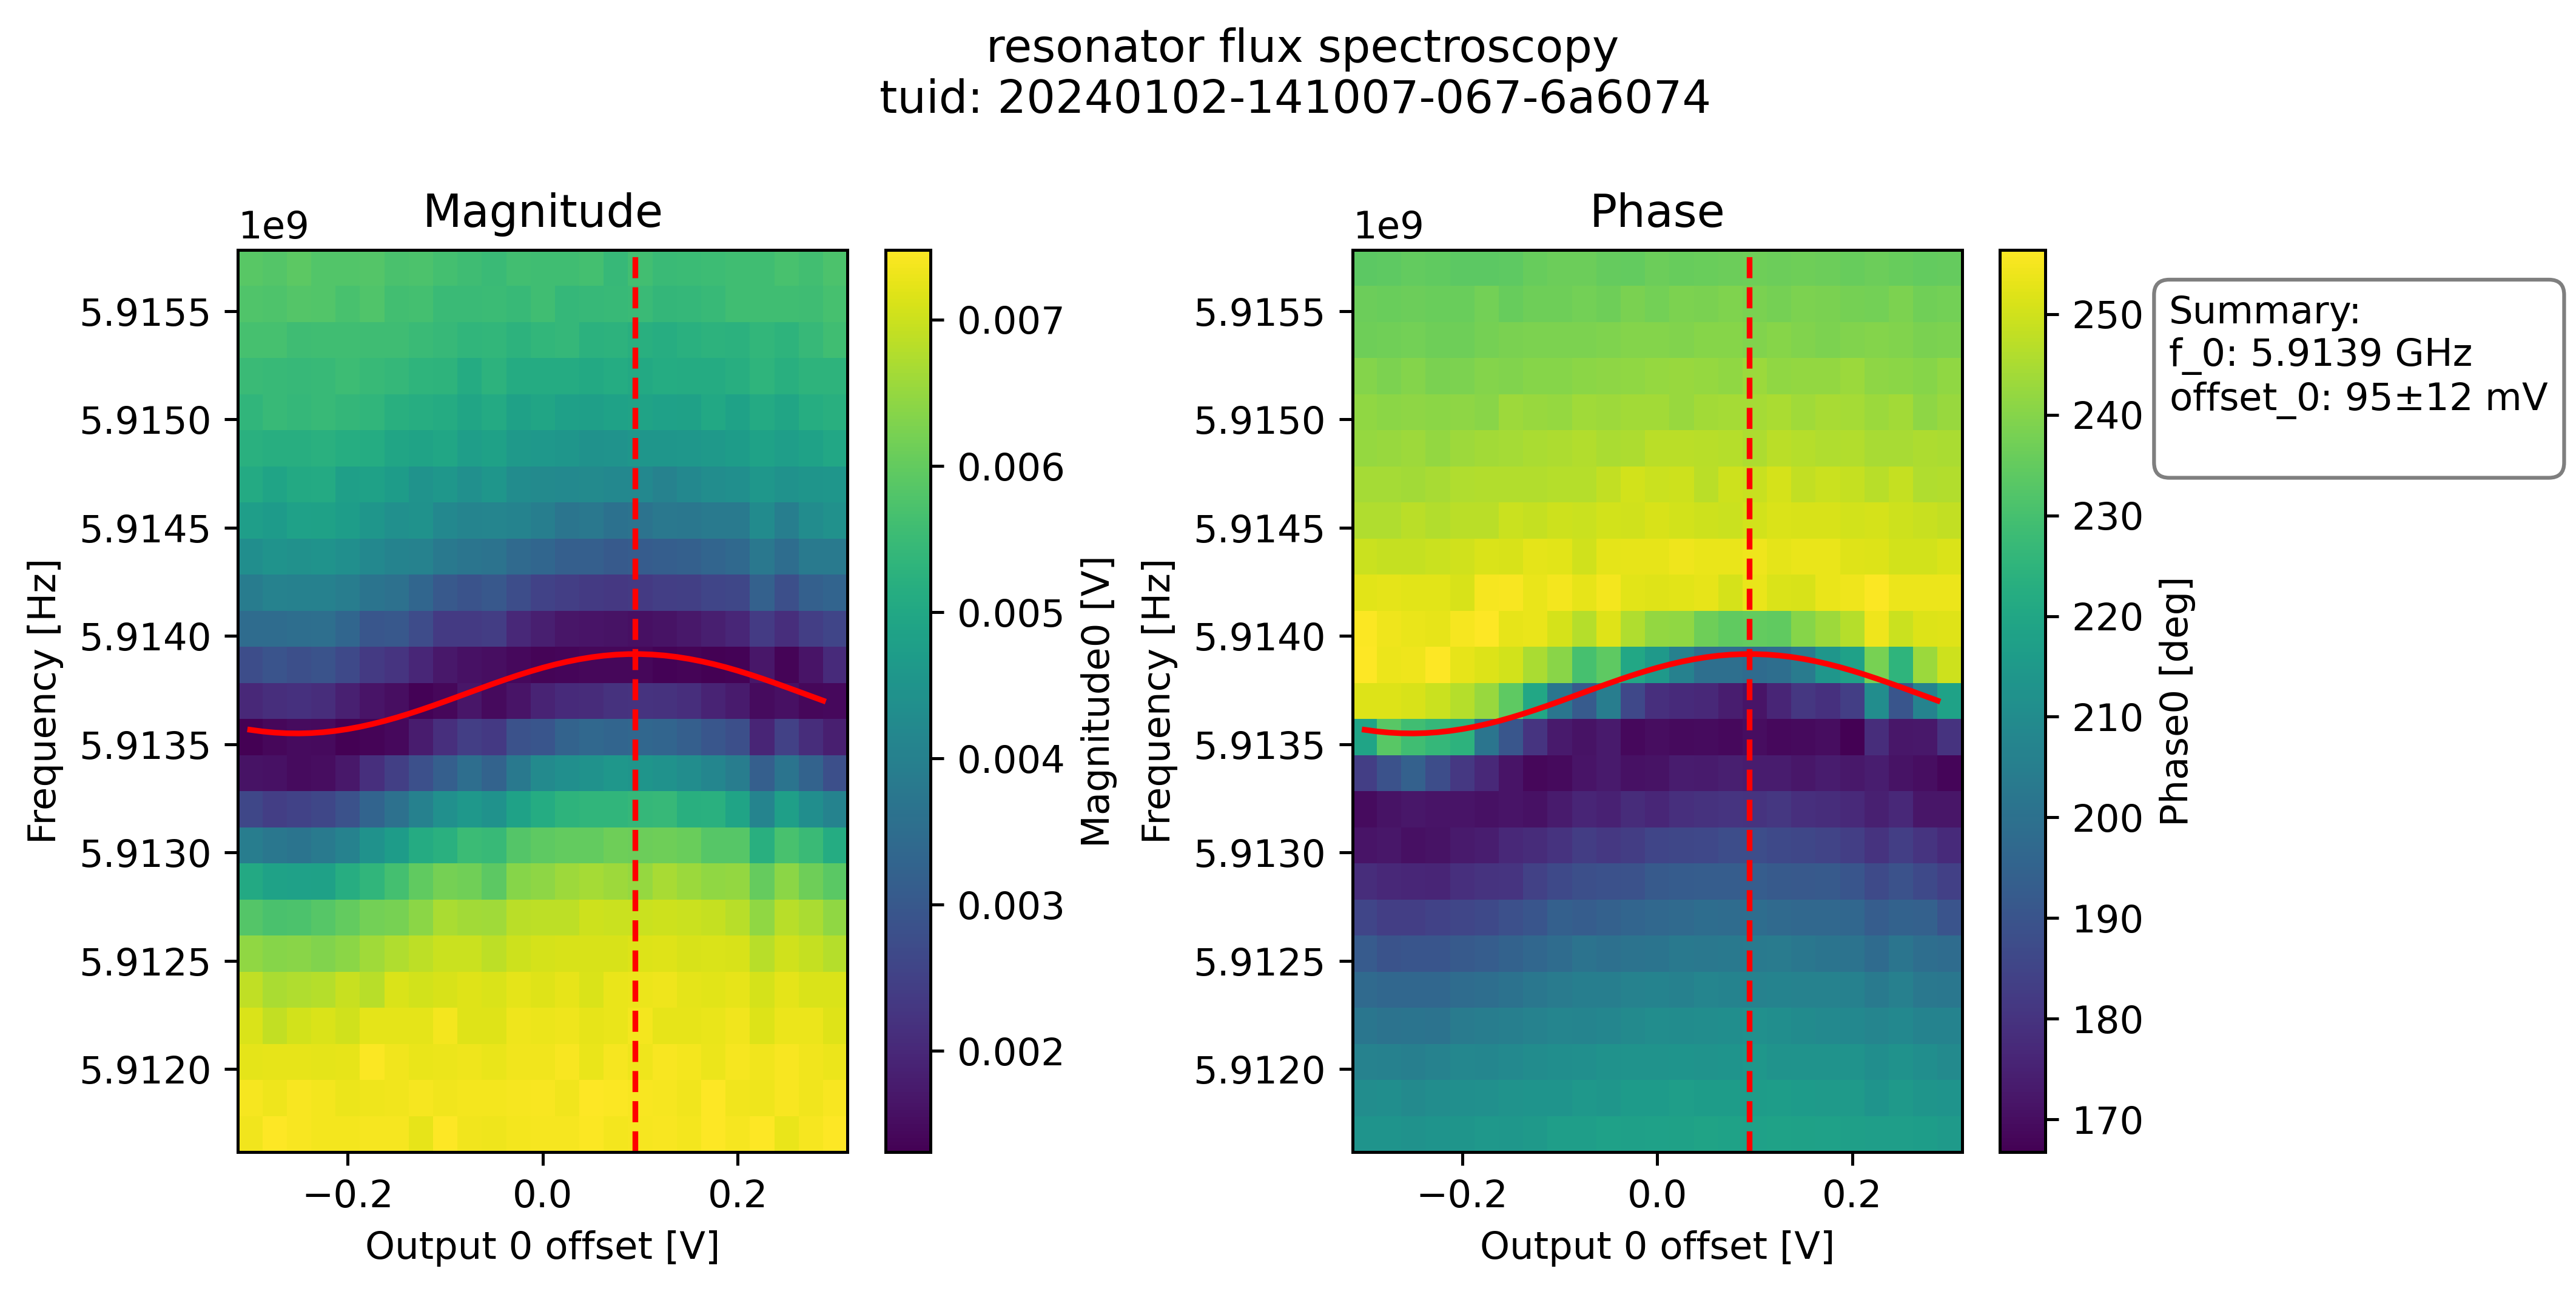 resonator flux spectroscopy
tuid: 20240102-141007-067-6a6074
Magnitude
1e9
5.9155
5.9150
5.9145
5.9140
5.9135
5.9130
5.9125
5.9120
Frequency [Hz]
−0.2
0.0
0.2
Output 0 offset [V]
0.007
0.006
0.005
0.004
0.003
0.002
Magnitude0 [V]
Phase
1e9
5.9155
5.9150
5.9145
5.9140
5.9135
5.9130
5.9125
5.9120
Frequency [Hz]
−0.2
0.0
0.2
Output 0 offset [V]
250
240
230
220
210
200
190
180
170
Phase0 [deg]
Summary:
f_0: 5.9139 GHz
offset_0: 95±12 mV